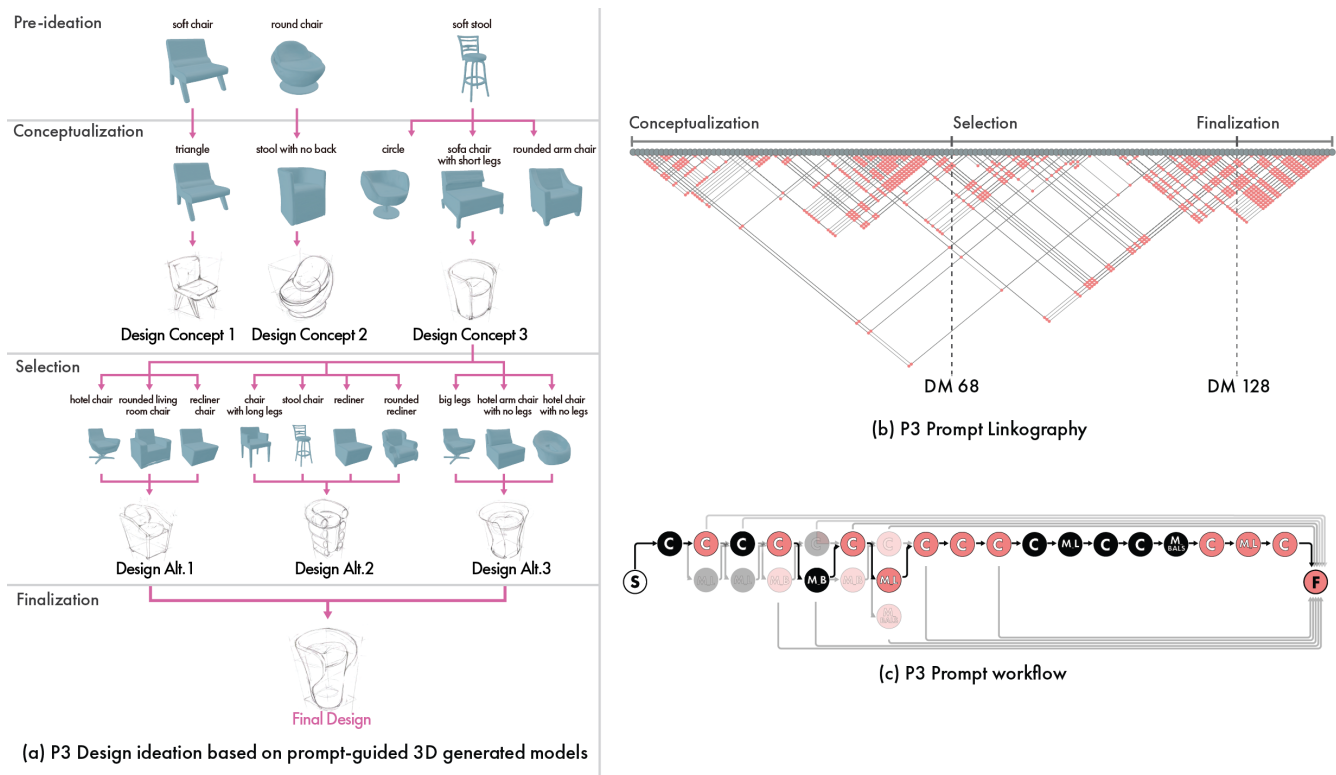 Pre-ideation
soft chair
round chair
soft stool
Conceptualization
triangle
stool with no back
circle
sofa chair
with short legs
rounded arm chair
Design Concept 1
Design Concept 2
Design Concept 3
Selection
hotel chair
rounded living
room chair
recliner
chair
chair
with long legs
stool chair
recliner
rounded
recliner
big legs
hotel arm chair
with no legs
hotel chair
with no legs
Design Alt.1
Design Alt.2
Design Alt.3
Finalization
Final Design
(a) P3 Design ideation based on prompt-guided 3D generated models
Conceptualization
Selection
Finalization
DM 68
DM 128
(b) P3 Prompt Linkography
S
C
C
C
C
C
C
C
C
C
C
M,L
C
C
M
BALS
C
M,L
C
M,B
M,B
M,B
F
(c) P3 Prompt workflow